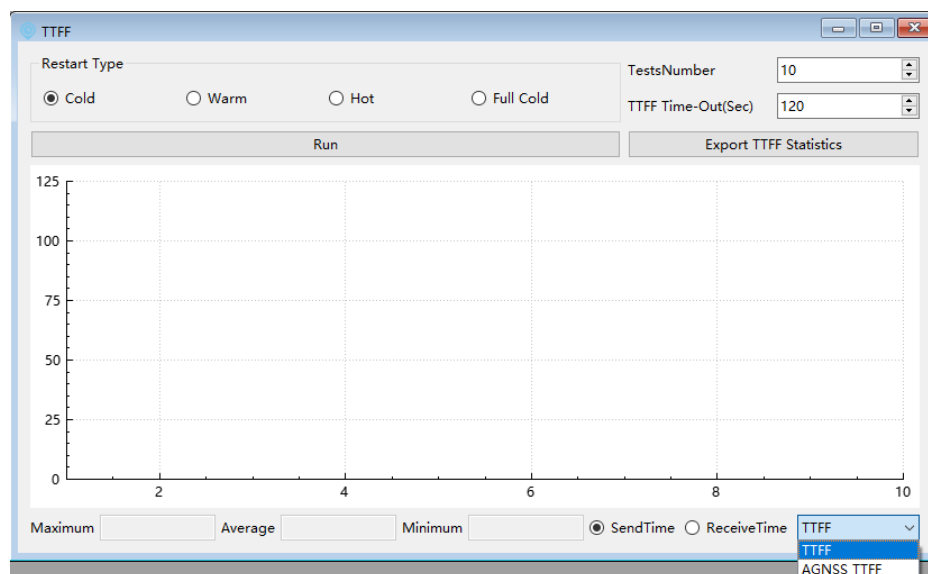 TTFF
Restart Type
Cold Warm Hot Full Cold
TestsNumber 10
TTFF Time-Out(Sec) 120
Run Export TTFF Statistics
125
100
75
50
25
0
2 4 6 8 10
Maximum Average Minimum SendTime ReceiveTime TTFF
TTFF
AGNSS TTFF